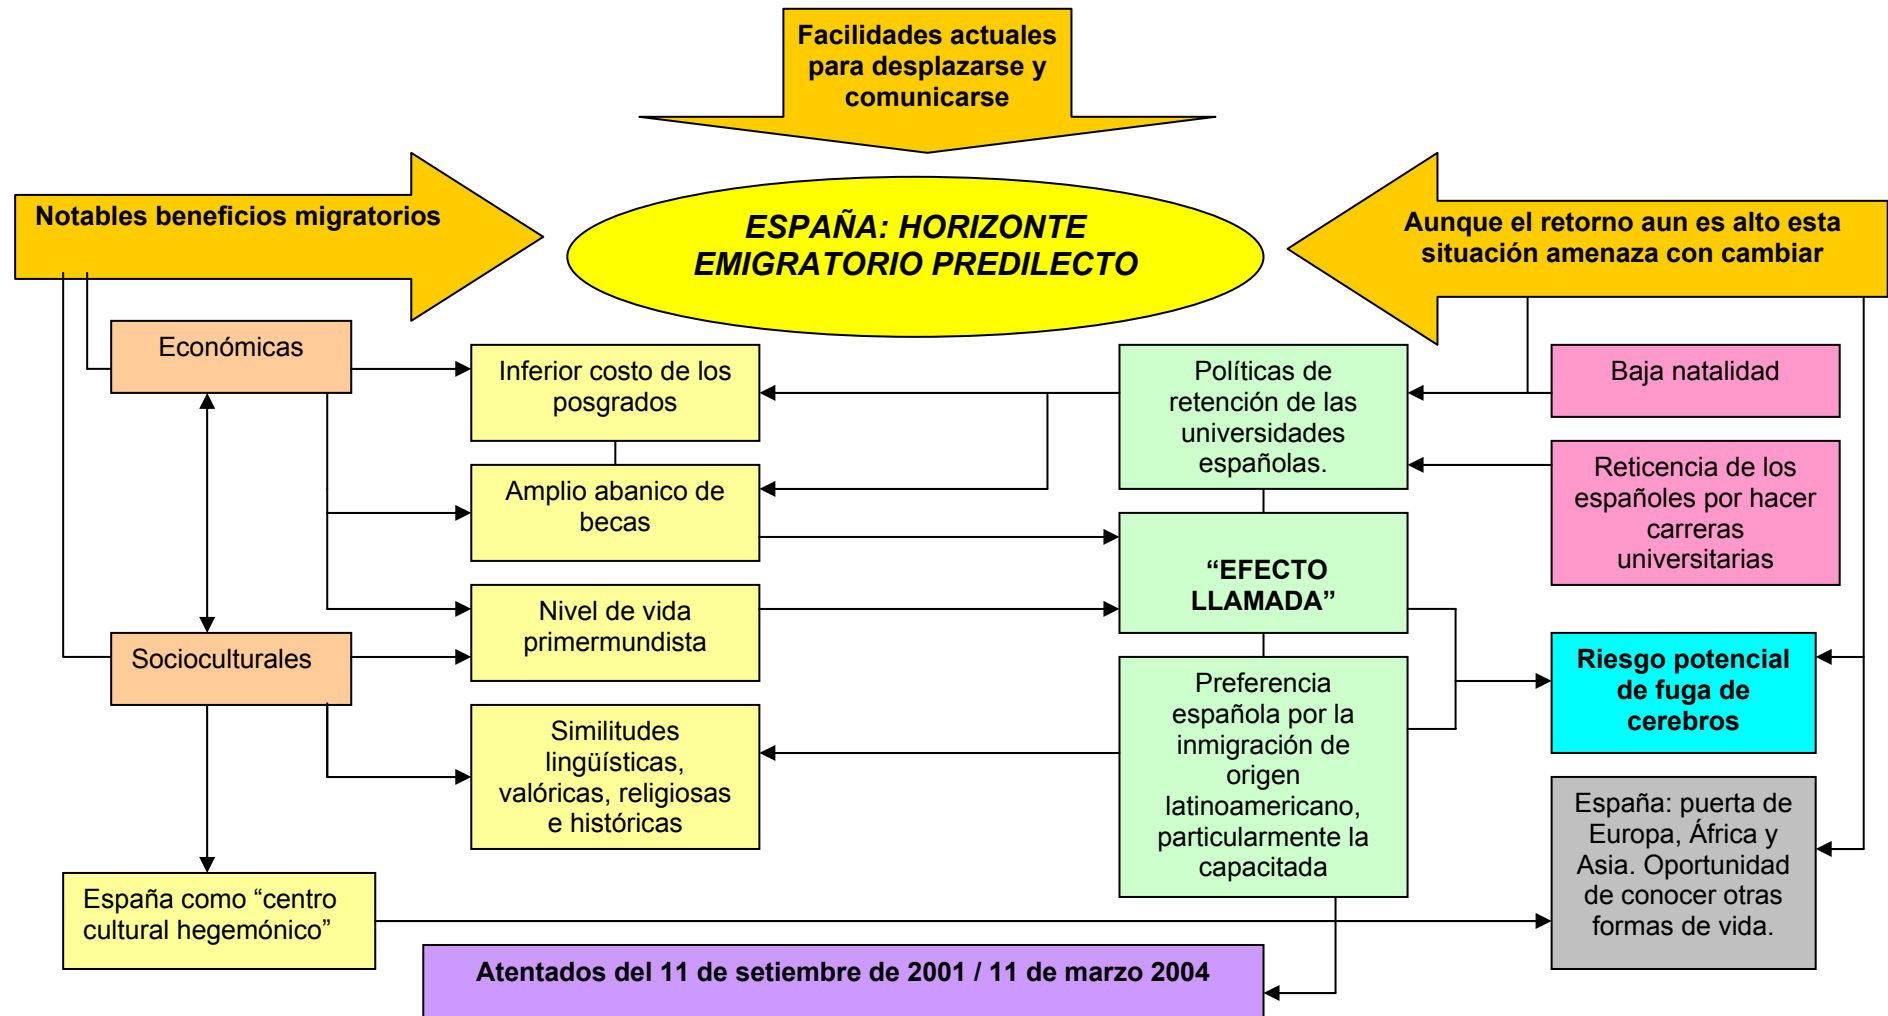 Facilidades actuales
para desplazarse y
comunicarse
Notables beneficios migratorios
ESPAÑA: HORIZONTE
EMIGRATORIO PREDILECTO
Aunque el retorno aun es alto esta
situación amenaza con cambiar
Económicas
Inferior costo de los
posgrados
Políticas de
retención de las
universidades
españolas.
Baja natalidad
Amplio abanico de
becas
Reticencia de los
españoles por hacer
carreras
universitarias
“EFECTO
LLAMADA”
Nivel de vida
primermundista
Socioculturales
Riesgo potencial
de fuga de
cerebros
Similitudes
lingüísticas,
valóricas, religiosas
e históricas
Preferencia
española por la
inmigración de
origen
latinoamericano,
particularmente la
capacitada
España: puerta de
Europa, África y
Asia. Oportunidad
de conocer otras
formas de vida.
España como “centro
cultural hegemónico”
Atentados del 11 de setiembre de 2001 / 11 de marzo 2004